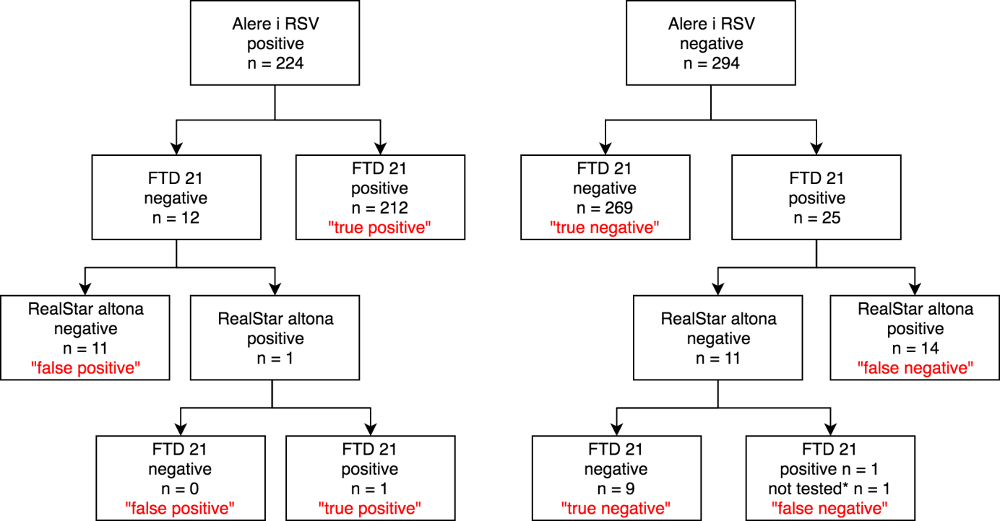 Alere i RSV
positive
n = 224
Alere i RSV
negative
n = 294
FTD 21
negative
n = 12
FTD 21
positive
n = 212
"true positive"
FTD 21
negative
n = 269
"true negative"
FTD 21
positive
n = 25
RealStar altona
negative
n = 11
"false positive"
RealStar altona
positive
n = 1
RealStar altona
negative
n = 11
RealStar altona
positive
n = 14
"false negative"
FTD 21
negative
n = 0
"false positive"
FTD 21
positive
n = 1
"true positive"
FTD 21
negative
n = 9
"true negative"
FTD 21
positive n = 1
not tested* n = 1
"false negative"